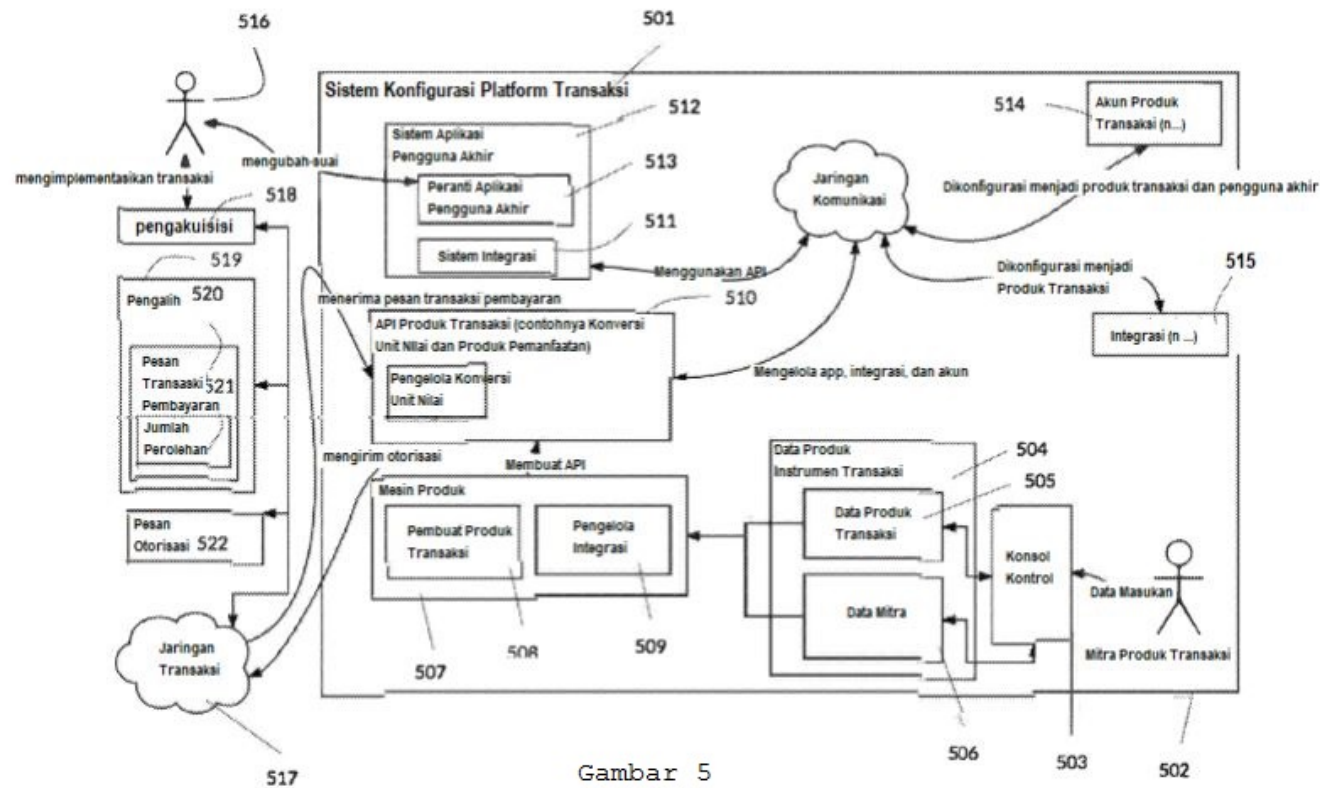 516
501
Sistem Konfigurasi Platform Transaksi
512
Sistem Aplikasi
Pengguna Akhir
513
Peranti Aplikasi
Pengguna Akhir
511
Sistem Integrasi
mengubah-suai
mengimplementasikan transaksi
518
pengakuisisi
519
Pengalih
520
Pesan
Transaski
521
Pembayaran
Jumlah
Perolehan
Pesan
Otorisasi
522
Jaringan
Transaksi
517
menerima pesan transaksi pembayaran
mengirim otorisasi
510
API Produk Transaksi (contohnya Konversi
Unit NIlai dan Produk Pemanfaatan)
Pengelola Konversi
Unit Nilai
Membuat API
Mesin Produk
Pembuat Produk
Transaksi
Pengelola
Integrasi
507
508
509
Jaringan
Komunikasi
Menggunakan API
Mengelola app, integrasi, dan akun
514
Akun Produk
Transaksi (n...)
Dikonfigurasi menjadi produk transaksi dan pengguna akhir
Dikonfigurasi menjadi
Produk Transaksi
515
Integrasi (n ...)
Data Produk
Instrumen Transaksi
504
505
Data Produk
Transaksi
Data Mitra
Konsol
Kontrol
Data Masukan
Mitra Produk Transaksi
506
503
502
Gambar 5